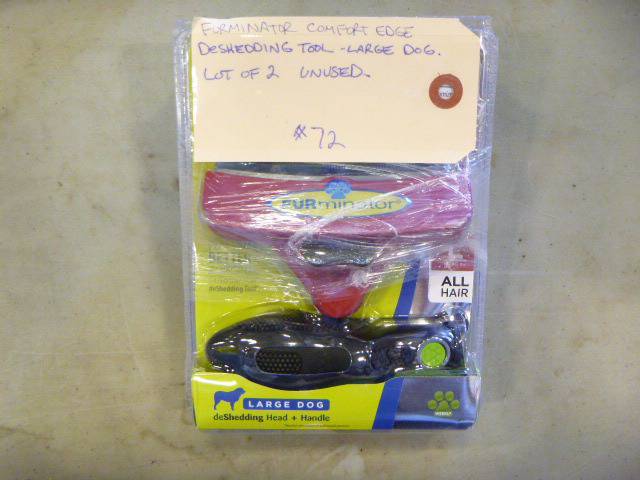 FURMINATOR COMFORT EDGE
DESHEDDING TOOL - LARGE DOG.
LOT OF 2 UNUSED.
#72
FURminator
deShedding Tool
ALL
HAIR
LARGE DOG
deShedding Head + Handle